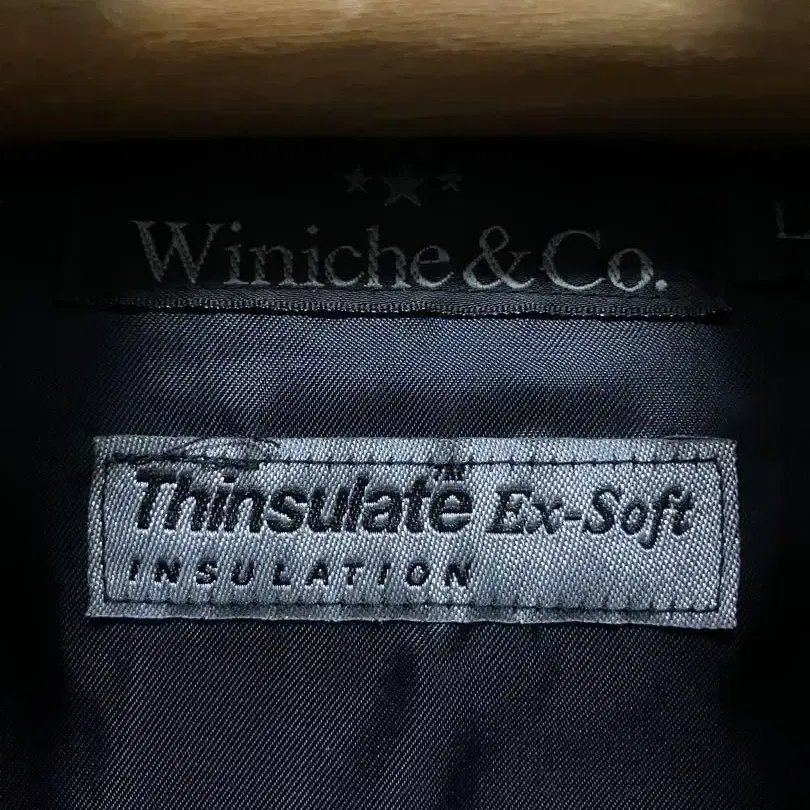 Winiche & Co.
Thinsulate™ Ex-Soft
INSULATION